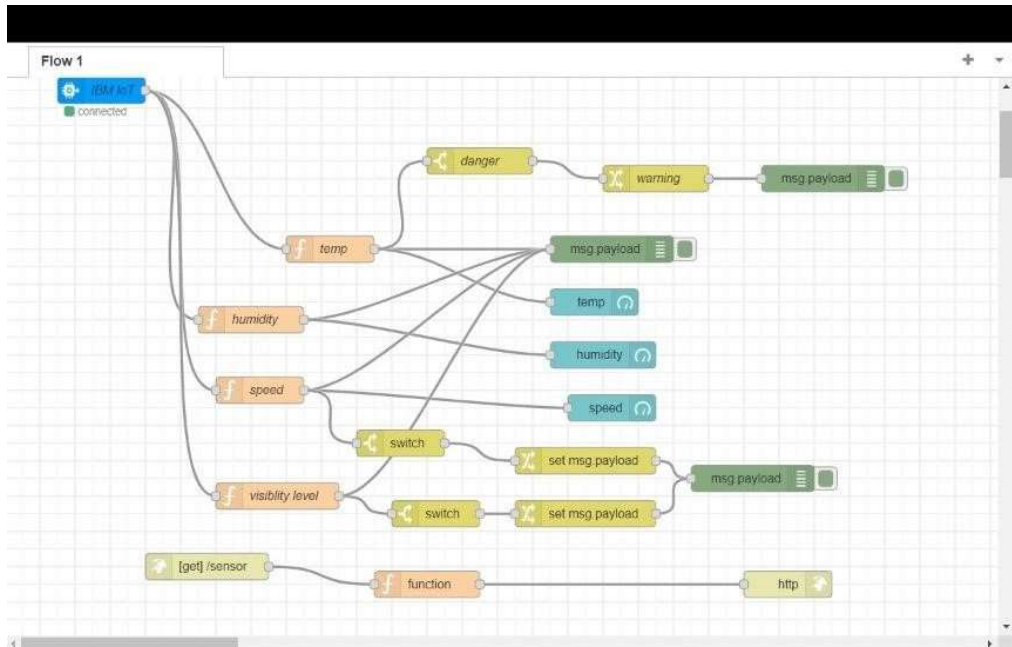 Flow 1
IBM IoT
connected
danger
warning
msg.payload
temp
msg.payload
temp
humidity
humidity
speed
speed
switch
set msg.payload
msg.payload
visiblity level
switch
set msg.payload
[get] /sensor
function
http